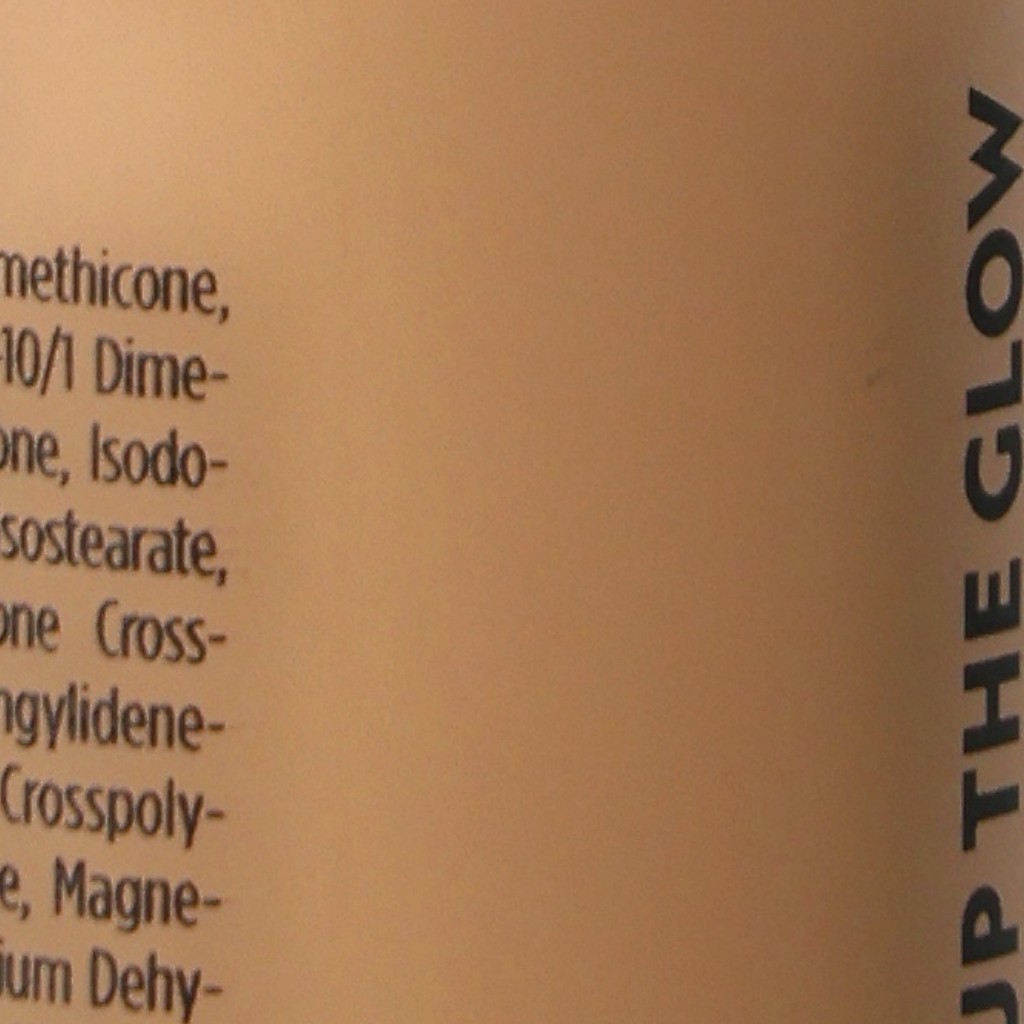 methicone,
-10/1 Dime-
one, Isodo-
sostearate,
one Cross-
ngylidene-
Crosspoly-
e, Magne-
ium Dehy-
UP THE GLOW